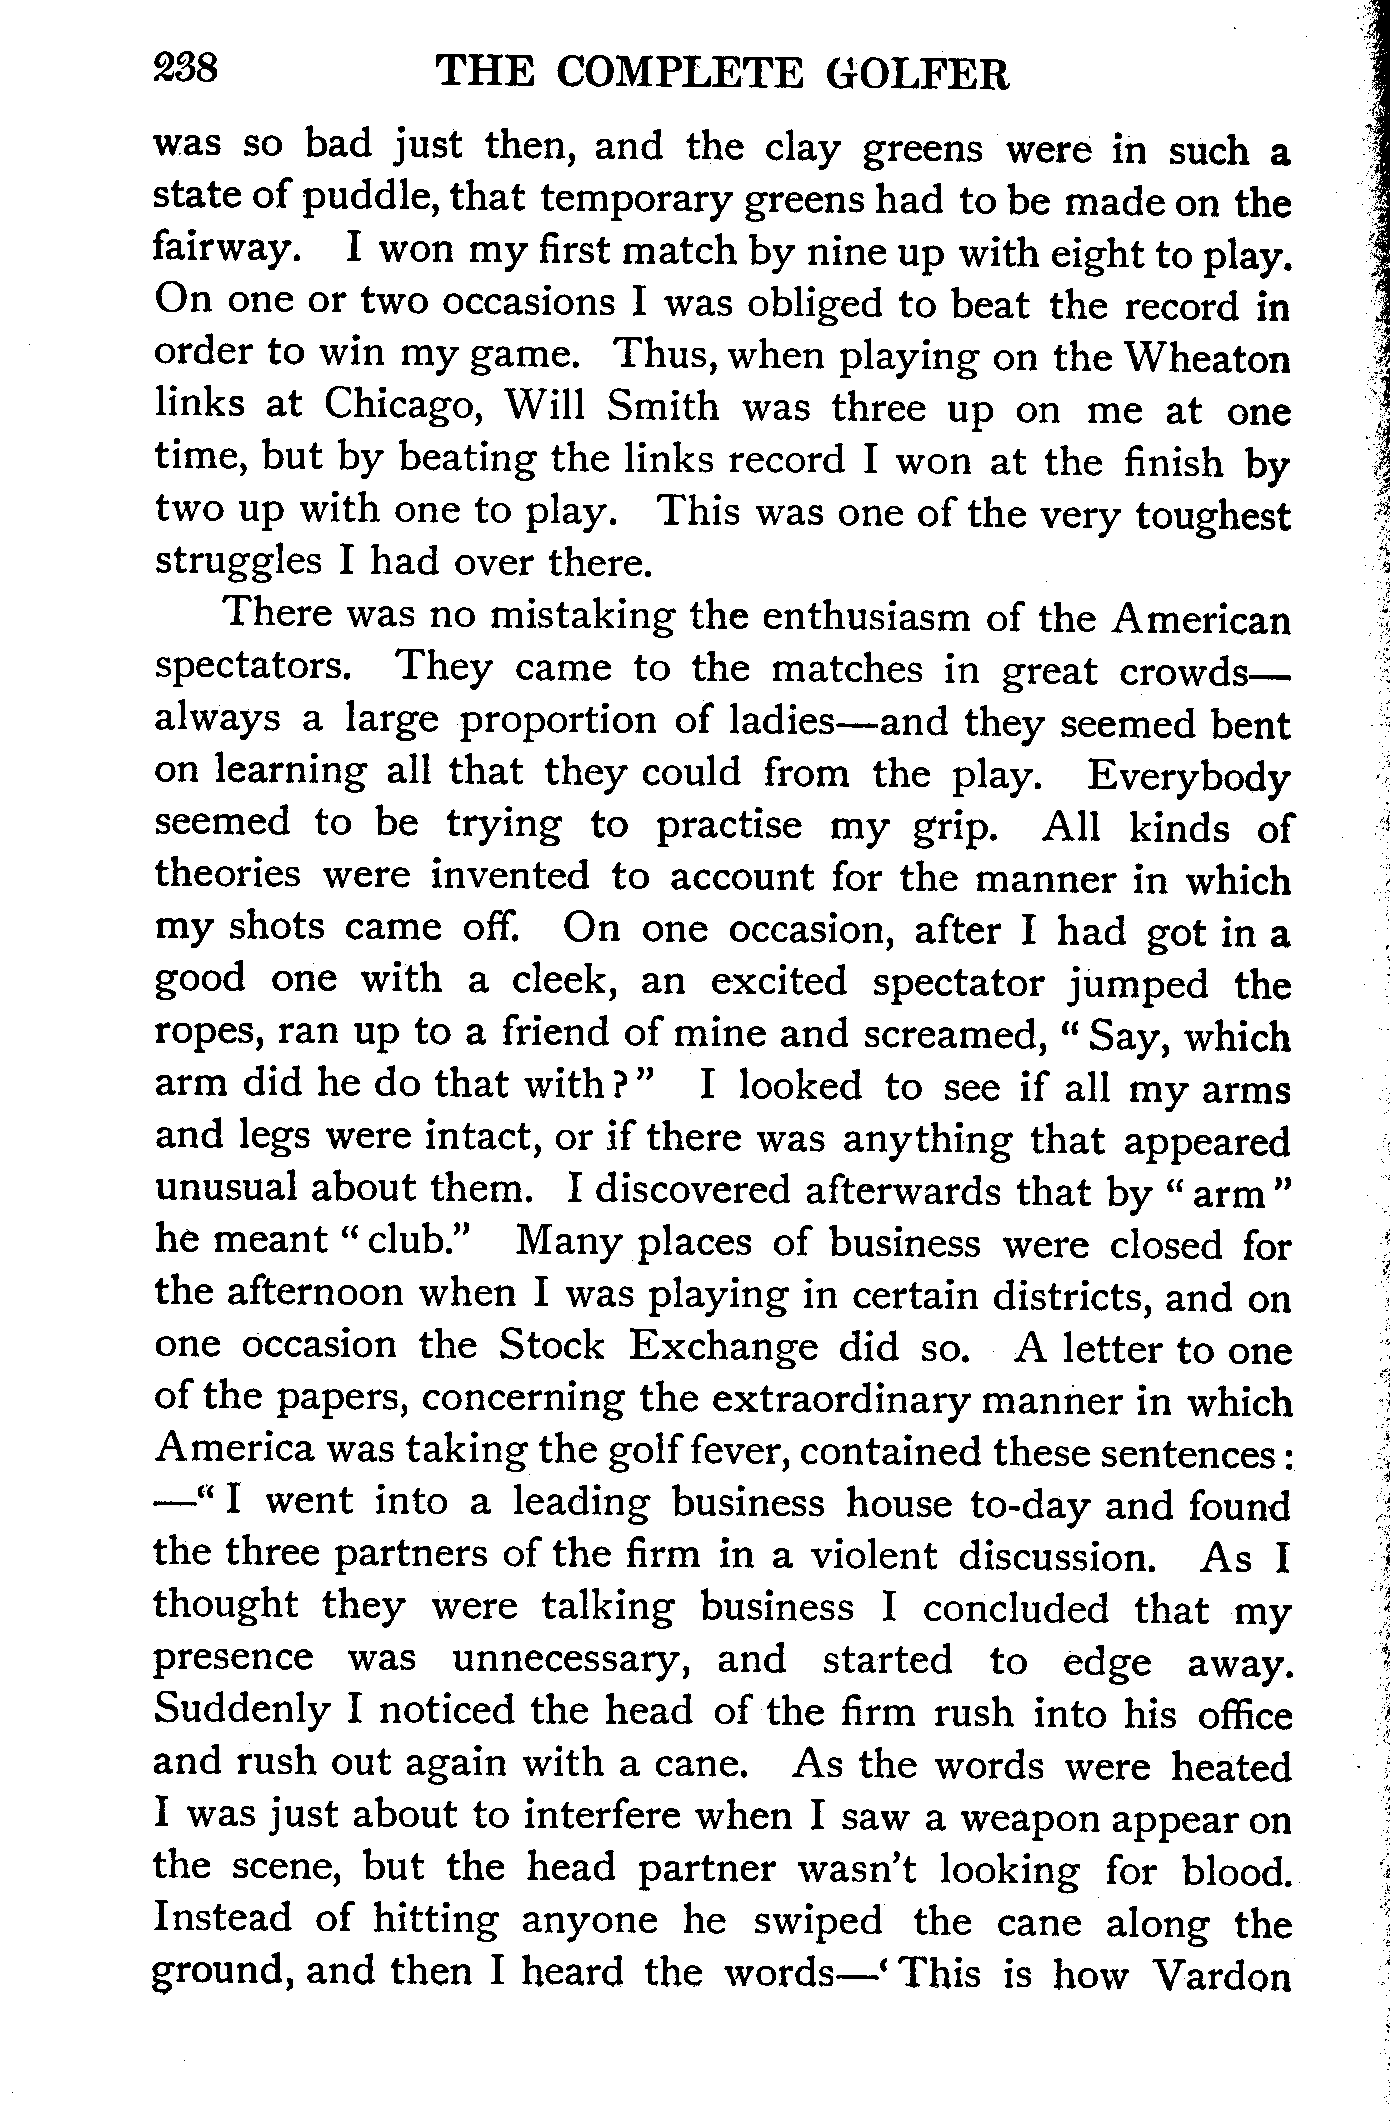 238 THE COMPLETE GOLFER
was so bad just then, and the clay greens were in such a
state of puddle, that temporary greens had to be made on the
fairway. I won my first match by nine up with eight to play.
On one or two occasions I was obliged to beat the record in
order to win my game. Thus, when playing on the Wheaton
links at Chicago, Will Smith was three up on me at one
time, but by beating the links record I won at the finish by
two up with one to play. This was one of the very toughest
struggles I had over there.
There was no mistaking the enthusiasm of the American
spectators. They came to the matches in great crowds—
always a large proportion of ladies—and they seemed bent
on learning all that they could from the play. Everybody
seemed to be trying to practise my grip. All kinds of
theories were invented to account for the manner in which
my shots came off. On one occasion, after I had got in a
good one with a cleek, an excited spectator jumped the
ropes, ran up to a friend of mine and screamed, “ Say, which
arm did he do that with ? ” I looked to see if all my arms
and legs were intact, or if there was anything that appeared
unusual about them. I discovered afterwards that by “ arm ”
he meant “ club.” Many places of business were closed for
the afternoon when I was playing in certain districts, and on
one occasion the Stock Exchange did so. A letter to one
of the papers, concerning the extraordinary manner in which
America was taking the golf fever, contained these sentences :
—“ I went into a leading business house to-day and found
the three partners of the firm in a violent discussion. As I
thought they were talking business I concluded that my
presence was unnecessary, and started to edge away.
Suddenly I noticed the head of the firm rush into his office
and rush out again with a cane. As the words were heated
I was just about to interfere when I saw a weapon appear on
the scene, but the head partner wasn’t looking for blood.
Instead of hitting anyone he swiped the cane along the
ground, and then I heard the words—‘ This is how Vardon